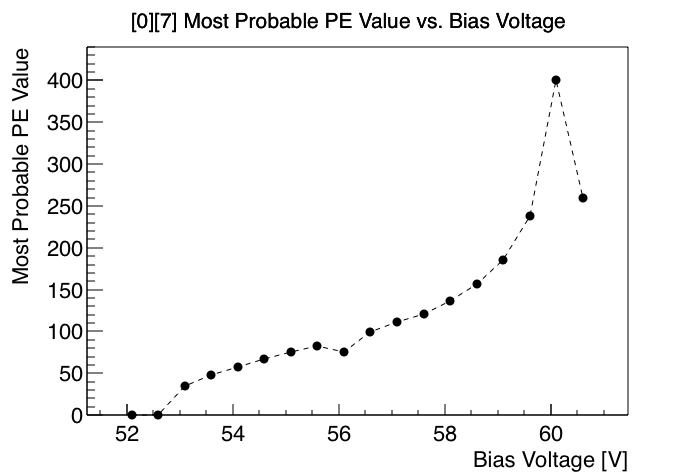 [0][7] Most Probable PE Value vs. Bias Voltage
Most Probable PE Value
400
350
300
250
200
150
100
50
0
52 54 56 58 60
Bias Voltage [V]